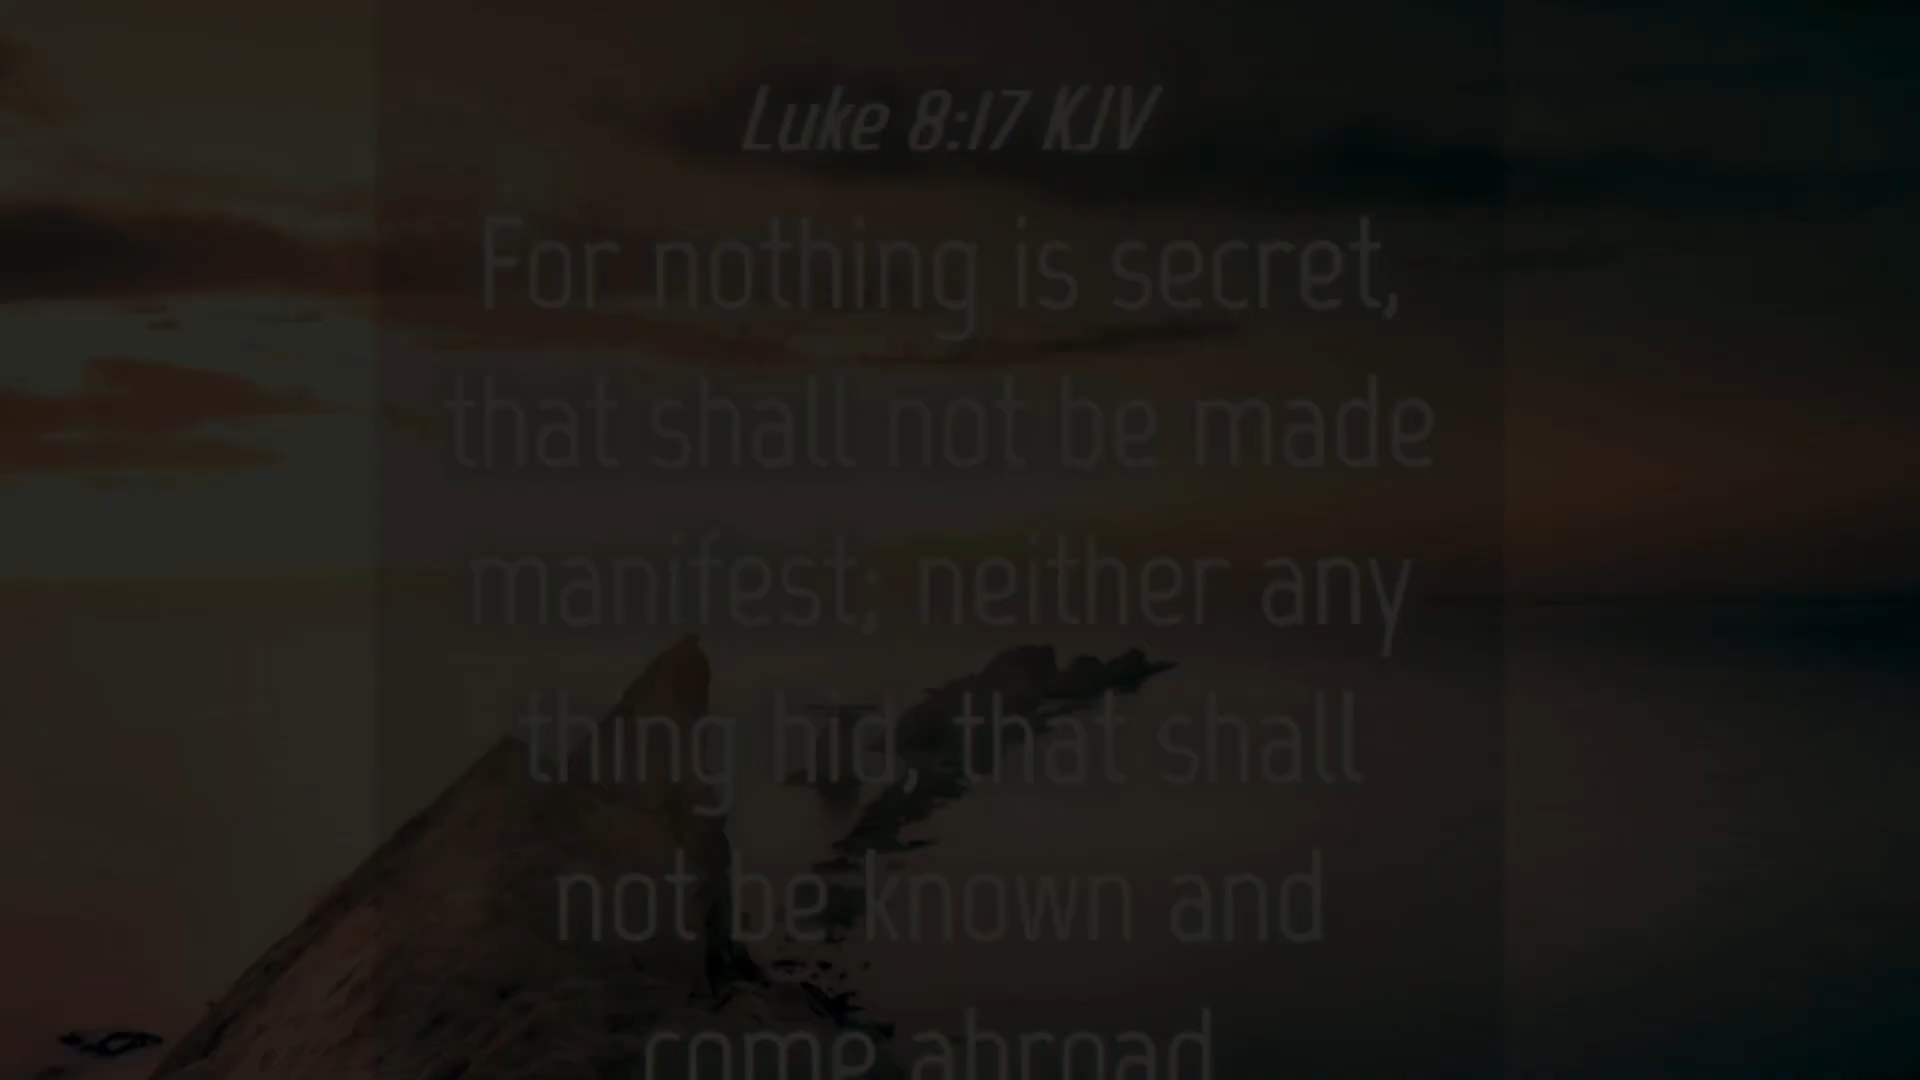 Luke 8:17 KJV
For nothing is secret,
that shall not be made
manifest; neither any
thing hid, that shall
not be known and
come abroad